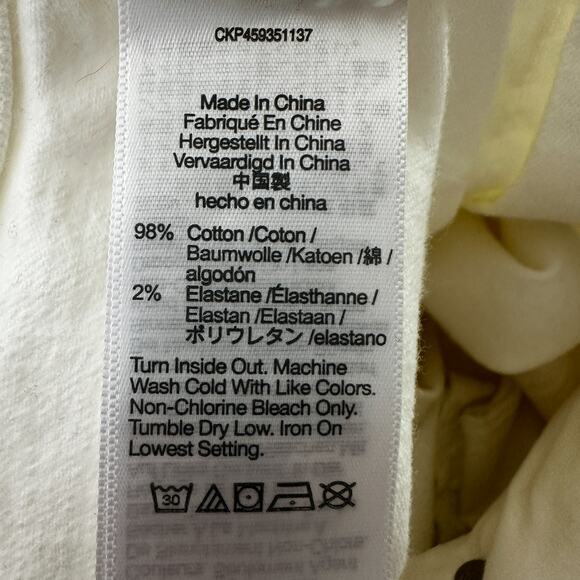 CKP459351137
Made In China
Fabriqué En Chine
Hergestellt In China
Vervaardigd In China
中国製
hecho en china
98% Cotton /Coton /
Baumwolle /Katoen /綿 /
algodón
2% Elastane /Élasthanne /
Elastan /Elastaan /
ポリウレタン /elastano
Turn Inside Out. Machine
Wash Cold With Like Colors.
Non-Chlorine Bleach Only.
Tumble Dry Low. Iron On
Lowest Setting.
30